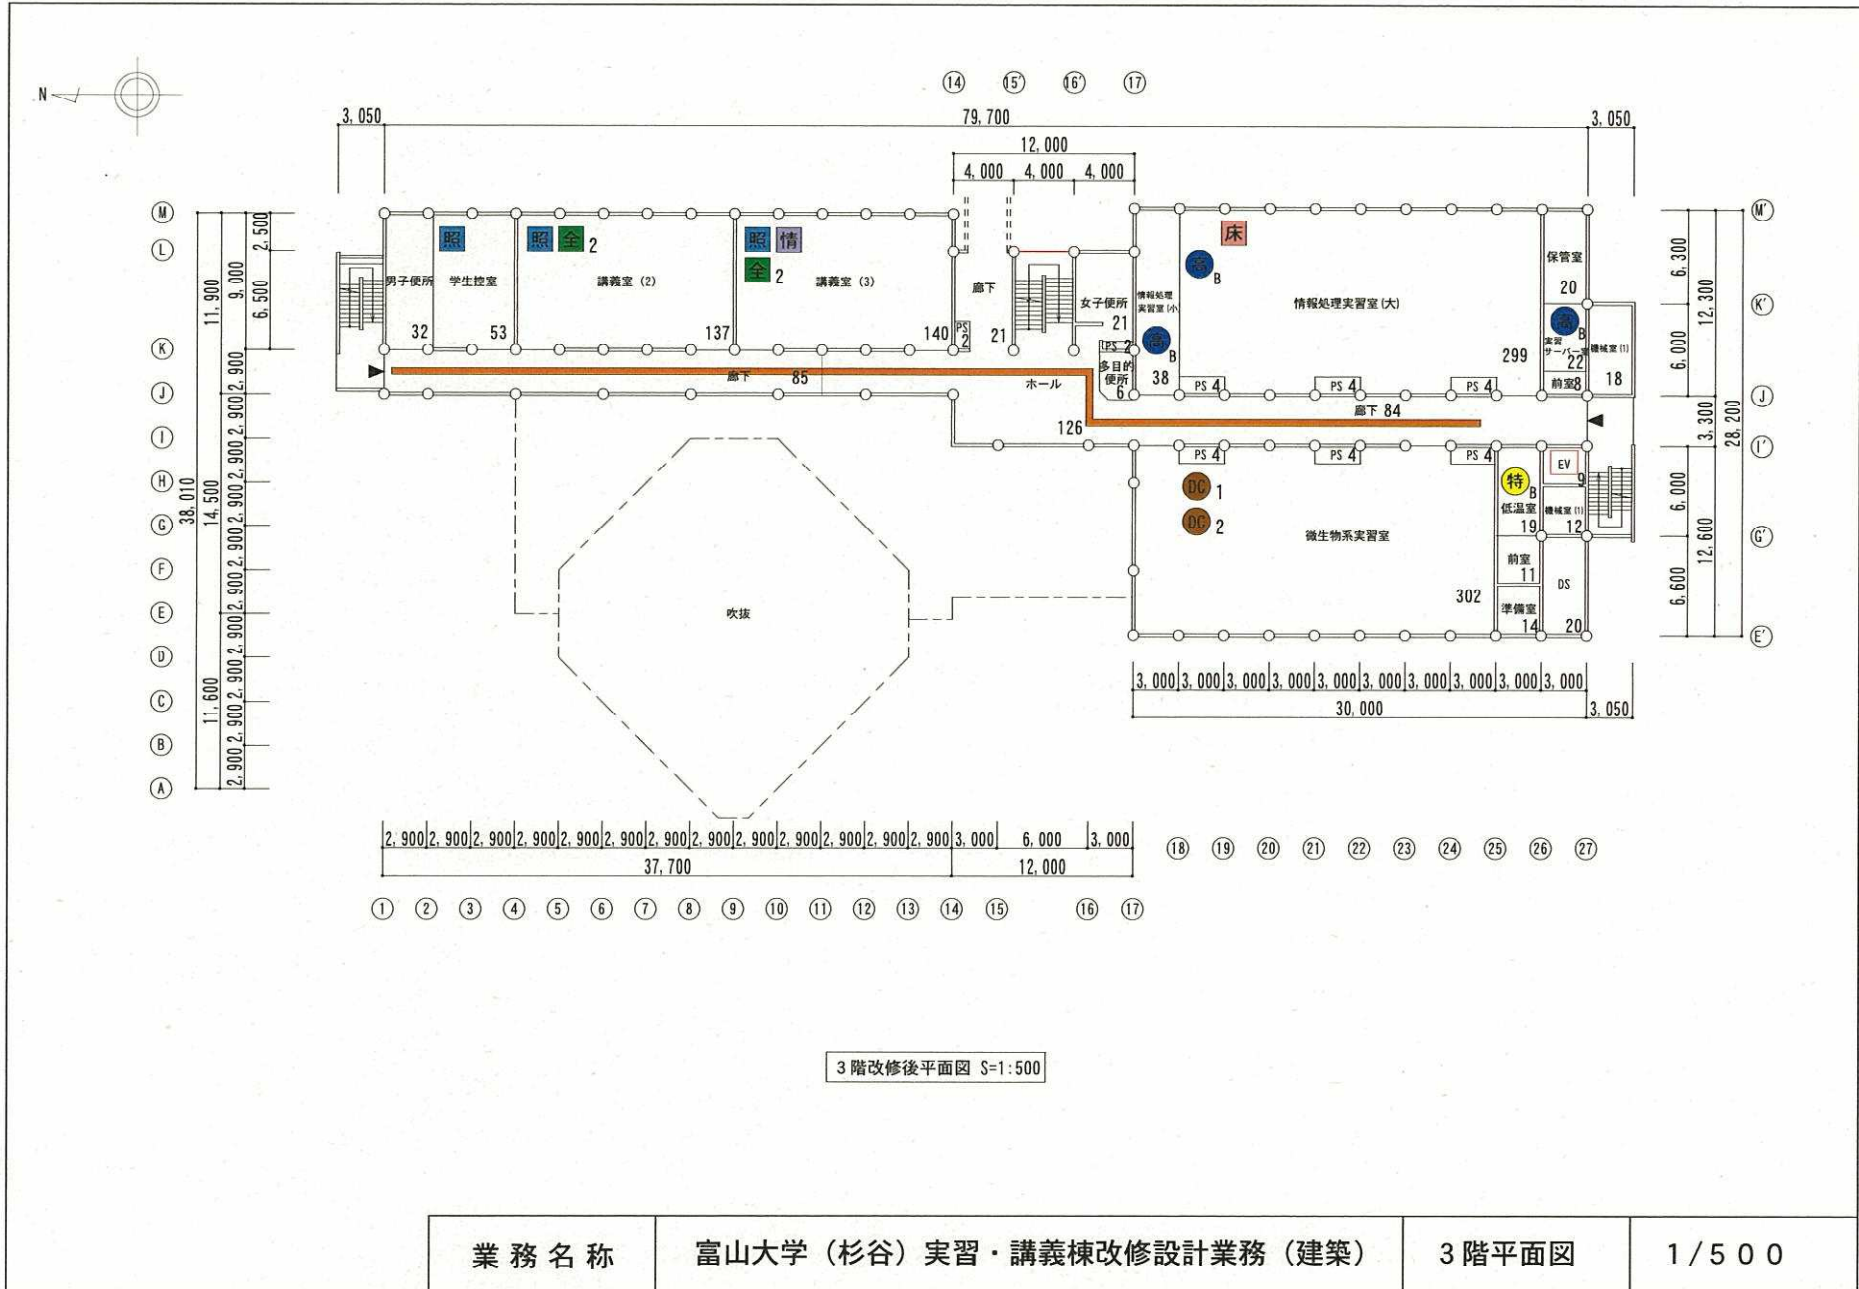 N
⑭ ⑮' ⑯' ⑰
3,050 79,700 3,050
12,000
4,000 4,000 4,000
Ⓜ Ⓛ Ⓚ Ⓙ Ⓘ Ⓗ Ⓖ Ⓕ Ⓔ Ⓓ Ⓒ Ⓑ Ⓐ
38,010
11,900 14,500 11,600
9,000
2,500 6,500
2,900 2,900 2,900 2,900 2,900 2,900 2,900 2,900 2,900 2,900
男子便所 32
照
学生控室 53
照 全 2
講義室 (2)
137
照 情
全 2
講義室 (3)
140
PS 2
廊下
21
女子便所
21
PS 2
多目的
便所
6
情報処理
実習室(小)
高 B
38
床
高 B
情報処理実習室(大)
299
PS 4 PS 4 PS 4
保管室
20
高 B
実習
サーバー室
22
前室 8
機械室(1)
18
廊下 85
ホール
126
廊下 84
PS 4 PS 4 PS 4
DC 1
DC 2
微生物系実習室
302
特 B
低温室
19
前室
11
準備室
14
EV
9
機械室(1)
12
DS
20
吹抜
Ⓜ' Ⓚ' Ⓙ Ⓘ' Ⓖ' Ⓔ'
6,300 6,000 6,000 6,600
12,300 3,300 12,600
28,200
3,000 3,000 3,000 3,000 3,000 3,000 3,000 3,000 3,000 3,000
30,000 3,050
2,900 2,900 2,900 2,900 2,900 2,900 2,900 2,900 2,900 2,900 2,900 2,900 2,900 3,000 6,000 3,000
37,700 12,000
⑱ ⑲ ⑳ ㉑ ㉒ ㉓ ㉔ ㉕ ㉖ ㉗
① ② ③ ④ ⑤ ⑥ ⑦ ⑧ ⑨ ⑩ ⑪ ⑫ ⑬ ⑭ ⑮ ⑯ ⑰
3階改修後平面図 S=1:500
業務名称 富山大学(杉谷)実習・講義棟改修設計業務(建築) 3階平面図 1/500